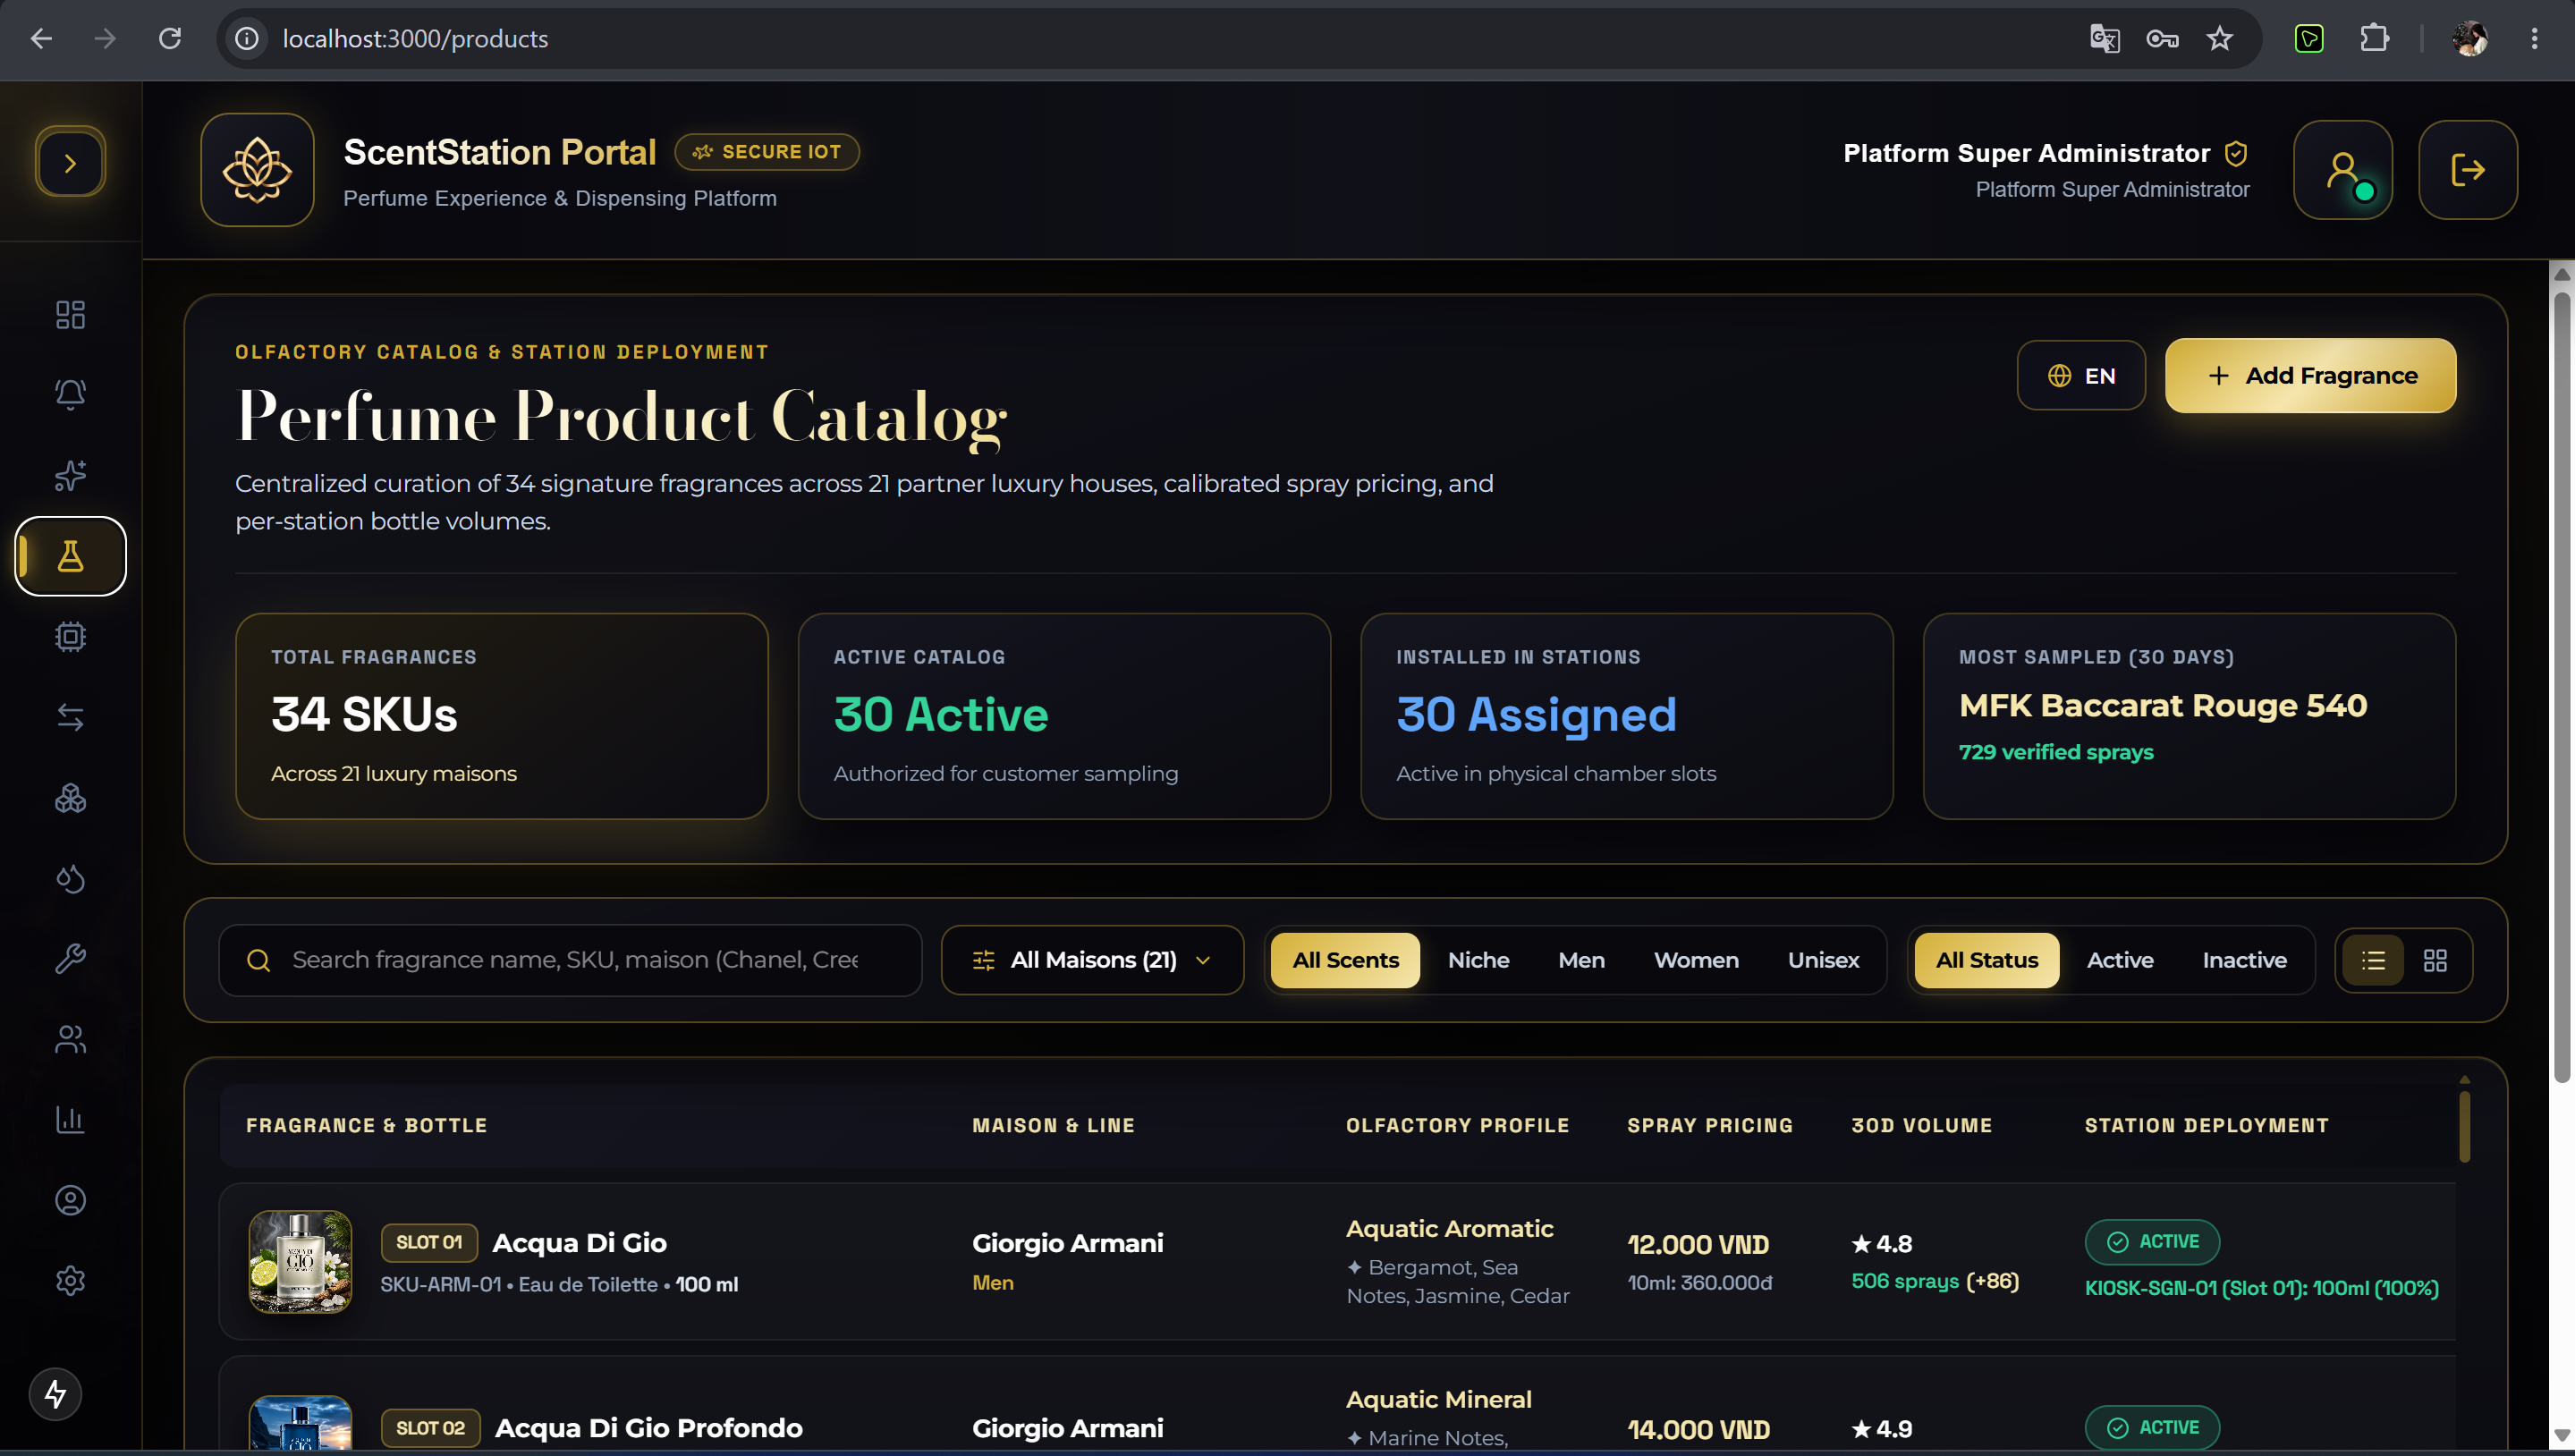 localhost:3000/products
ScentStation Portal
SECURE IOT
Perfume Experience & Dispensing Platform
Platform Super Administrator
Platform Super Administrator
OLFACTORY CATALOG & STATION DEPLOYMENT
Perfume Product Catalog
Centralized curation of 34 signature fragrances across 21 partner luxury houses, calibrated spray pricing, and
per-station bottle volumes.
EN
+ Add Fragrance
TOTAL FRAGRANCES
34 SKUs
Across 21 luxury maisons
ACTIVE CATALOG
30 Active
Authorized for customer sampling
INSTALLED IN STATIONS
30 Assigned
Active in physical chamber slots
MOST SAMPLED (30 DAYS)
MFK Baccarat Rouge 540
729 verified sprays
Search fragrance name, SKU, maison (Chanel, Cree
All Maisons (21)
All Scents Niche Men Women Unisex
All Status Active Inactive
FRAGRANCE & BOTTLE MAISON & LINE OLFACTORY PROFILE SPRAY PRICING 30D VOLUME STATION DEPLOYMENT
SLOT 01 Acqua Di Gio
SKU-ARM-01 • Eau de Toilette • 100 ml
Giorgio Armani
Men
Aquatic Aromatic
✦ Bergamot, Sea
Notes, Jasmine, Cedar
12.000 VND
10ml: 360.000đ
★ 4.8
506 sprays (+86)
ACTIVE
KIOSK-SGN-01 (Slot 01): 100ml (100%)
SLOT 02 Acqua Di Gio Profondo
Giorgio Armani
Aquatic Mineral
✦ Marine Notes,
14.000 VND
★ 4.9
ACTIVE